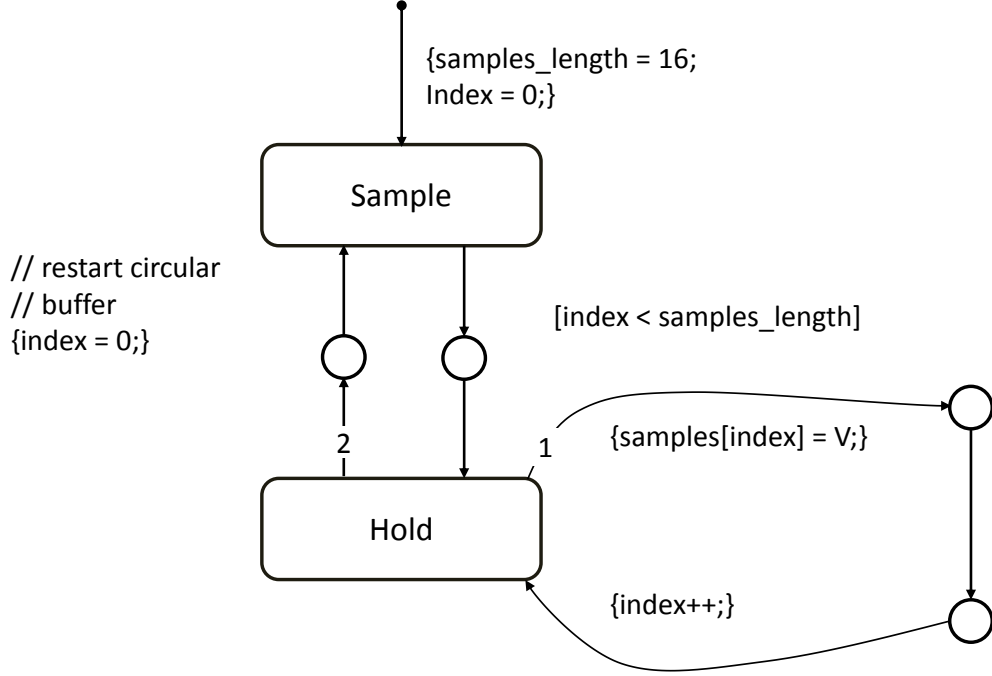 {samples_length = 16;
Index = 0;}
Sample
// restart circular
// buffer
{index = 0;}
[index < samples_length]
{samples[index] = V;}
2
1
Hold
{index++;}